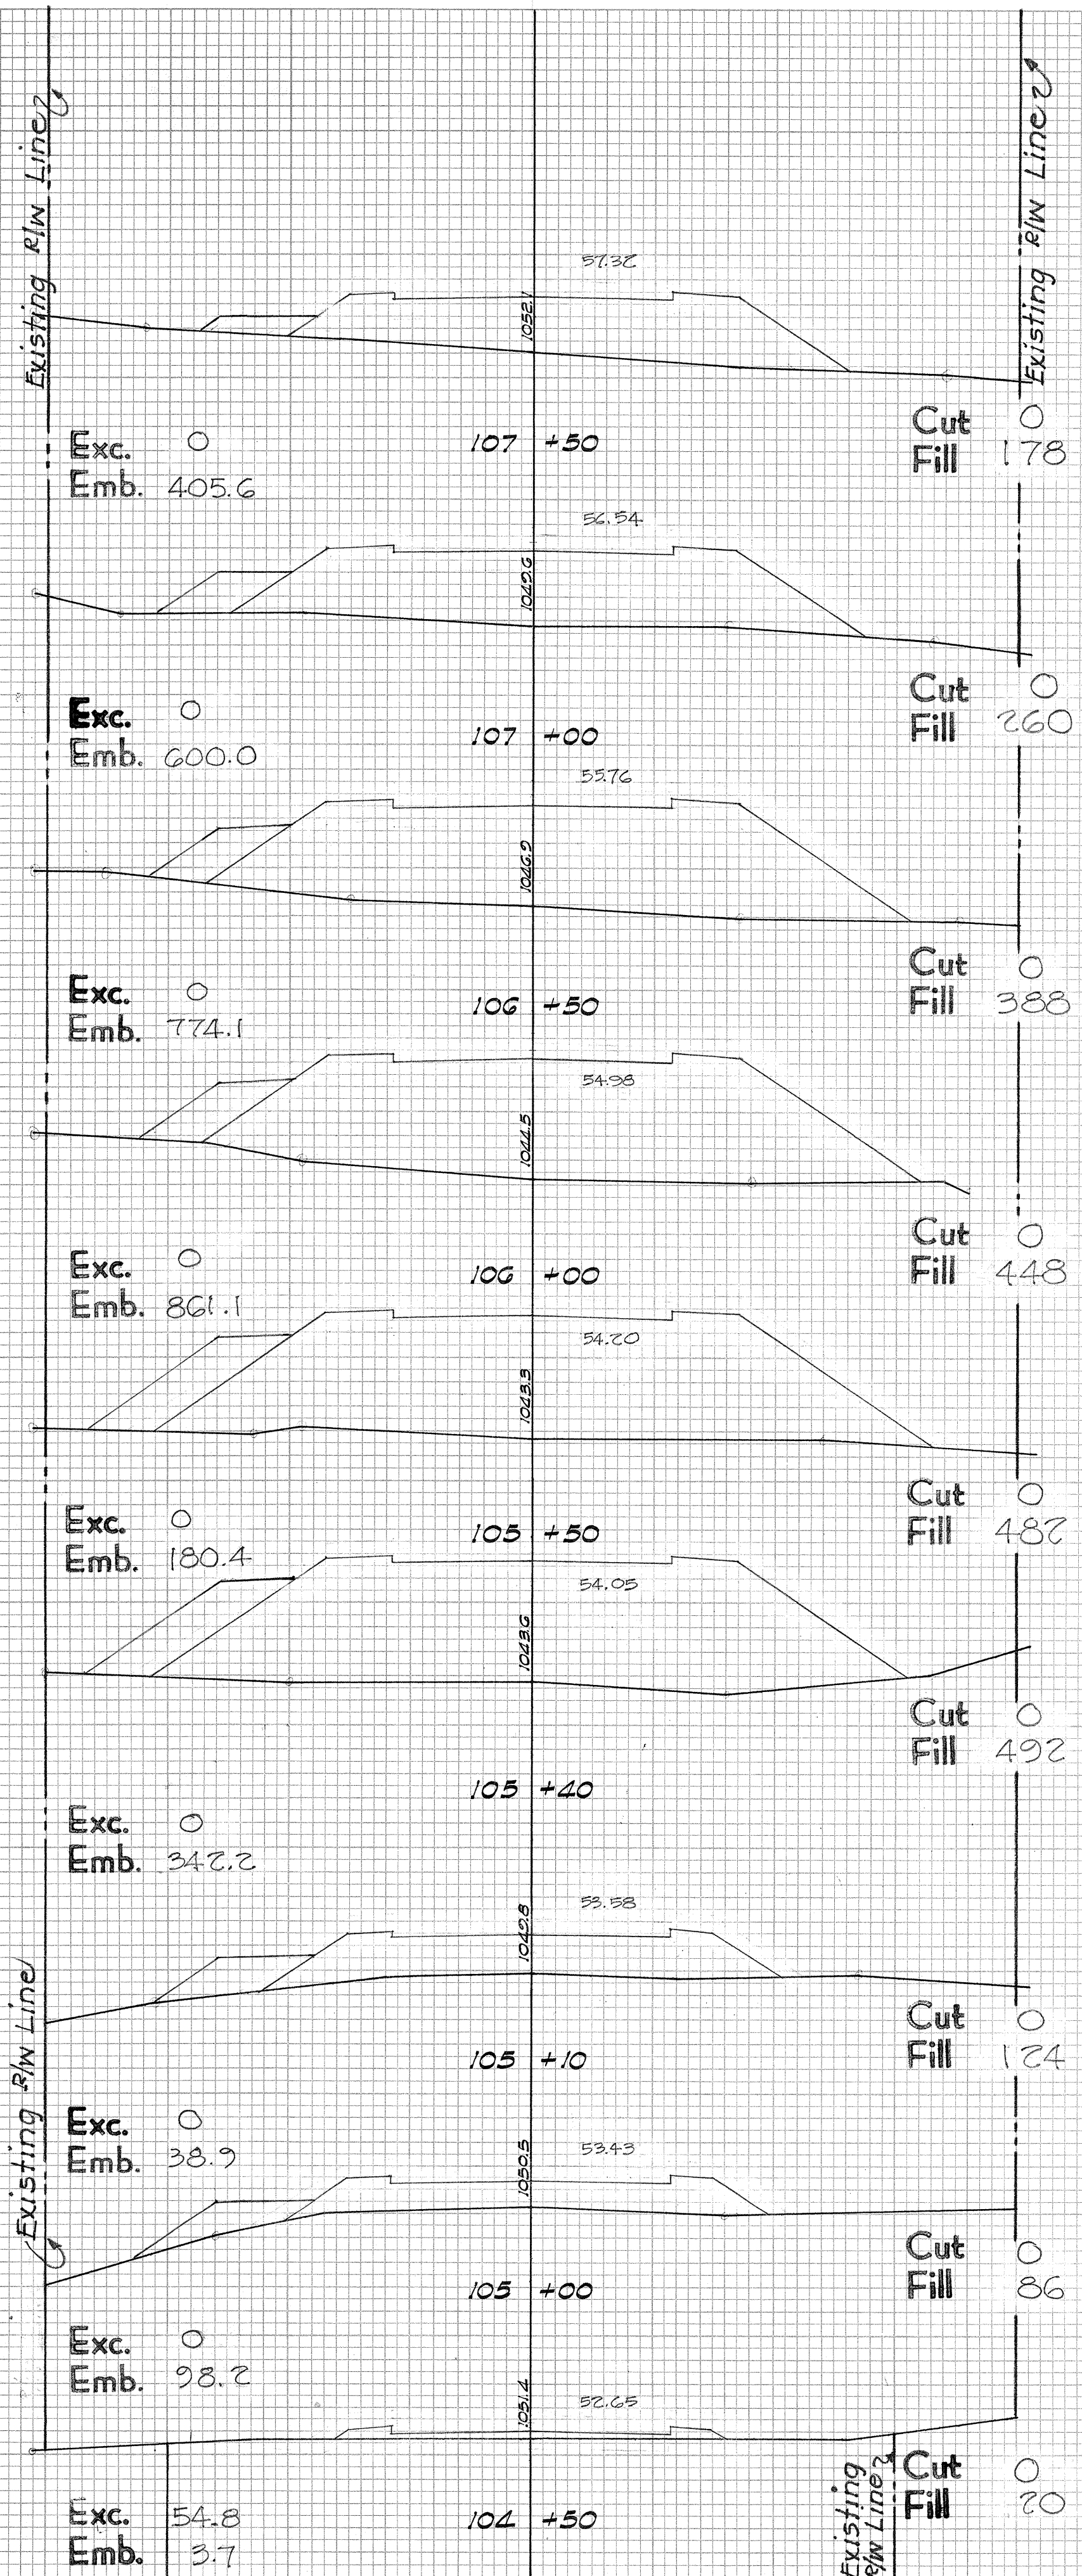 Existing R/W Line
Existing R/W Line
57.32
1052.1
Cut 0
Fill 178
107 +50
Exc. 0
Emb. 405.6
56.54
1049.6
Cut 0
Fill 260
107 +00
Exc. 0
Emb. 600.0
55.76
1046.9
Cut 0
Fill 388
106 +50
Exc. 0
Emb. 774.1
54.98
1044.5
Cut 0
Fill 448
106 +00
Exc. 0
Emb. 861.1
54.20
1043.3
Cut 0
Fill 482
105 +50
Exc. 0
Emb. 180.4
54.05
1043.6
Cut 0
Fill 492
105 +40
Exc. 0
Emb. 342.2
53.58
1049.8
Existing R/W Line
Cut 0
Fill 124
105 +10
Exc. 0
Emb. 38.9
53.43
1050.5
Cut 0
Fill 86
105 +00
Exc. 0
Emb. 98.2
52.65
1051.4
Existing
R/W Line
Cut 0
Fill 20
104 +50
Exc. 54.8
Emb. 3.7